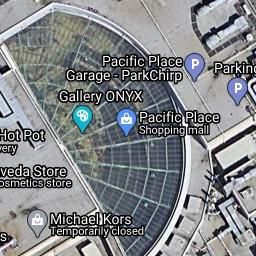 Pacific Place
Garage - ParkChirp
Parkin
Gallery ONYX
Pacific Place
Shopping mall
Hot Pot
very
veda Store
osmetics store
Michael Kors
Temporarily closed
s
P
P